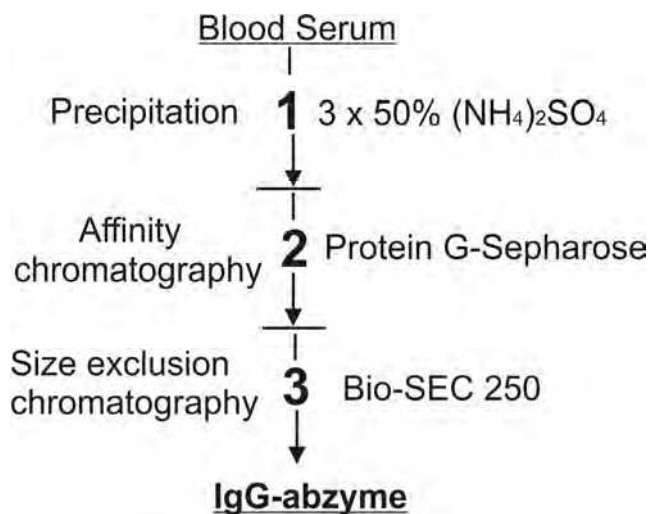 Blood Serum
Precipitation 1 3 x 50% (NH₄)₂SO₄
Affinity
chromatography 2 Protein G-Sepharose
Size exclusion
chromatography 3 Bio-SEC 250
IgG-abzyme